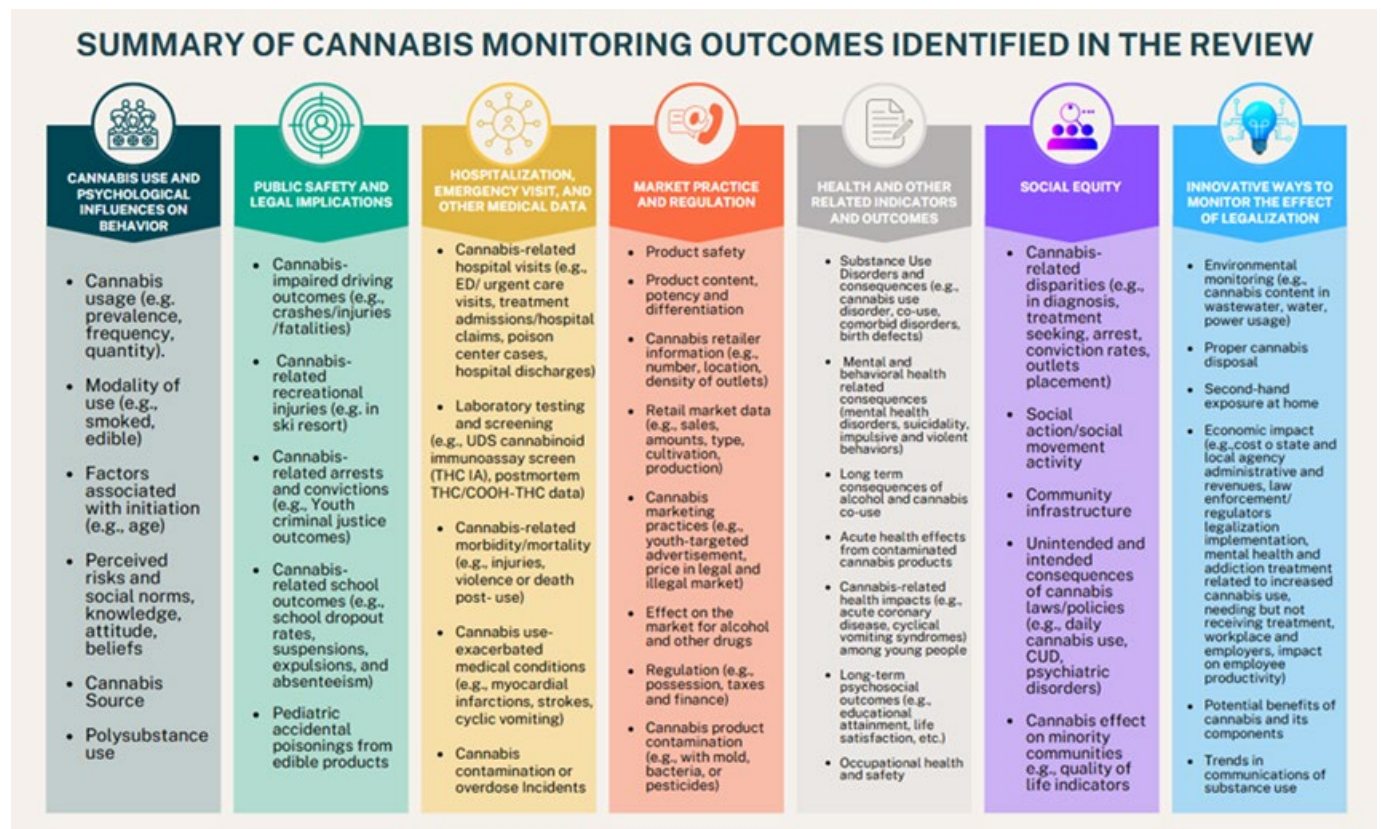 SUMMARY OF CANNABIS MONITORING OUTCOMES IDENTIFIED IN THE REVIEW
CANNABIS USE AND
PSYCHOLOGICAL
INFLUENCES ON
BEHAVIOR
• Cannabis
usage (e.g.
prevalence,
frequency,
quantity).
• Modality of
use (e.g.,
smoked,
edible)
• Factors
associated
with initiation
(e.g., age)
• Perceived
risks and
social norms,
knowledge,
attitude,
beliefs
• Cannabis
Source
• Polysubstance
use
PUBLIC SAFETY AND
LEGAL IMPLICATIONS
• Cannabis-
impaired driving
outcomes (e.g.,
crashes/injuries
/fatalities)
• Cannabis-
related
recreational
injuries (e.g. in
ski resort)
• Cannabis-
related arrests
and convictions
(e.g., Youth
criminal justice
outcomes)
• Cannabis-
related school
outcomes (e.g.,
school dropout
rates,
suspensions,
expulsions, and
absenteeism)
• Pediatric
accidental
poisonings from
edible products
HOSPITALIZATION,
EMERGENCY VISIT, AND
OTHER MEDICAL DATA
• Cannabis-related
hospital visits (e.g.,
ED/ urgent care
visits, treatment
admissions/hospital
claims, poison
center cases,
hospital discharges)
• Laboratory testing
and screening
(e.g., UDS cannabinoid
immunoassay screen
(THC IA), postmortem
THC/COOH-THC data)
• Cannabis-related
morbidity/mortality
(e.g., injuries,
violence or death
post- use)
• Cannabis use-
exacerbated
medical conditions
(e.g., myocardial
infarctions, strokes,
cyclic vomiting)
• Cannabis
contamination or
overdose Incidents
MARKET PRACTICE
AND REGULATION
• Product safety
• Product content,
potency and
differentiation
• Cannabis retailer
information (e.g.,
number, location,
density of outlets)
• Retail market data
(e.g., sales,
amounts, type,
cultivation,
production)
• Cannabis
marketing
practices (e.g.,
youth-targeted
advertisement,
price in legal and
illegal market)
• Effect on the
market for alcohol
and other drugs
• Regulation (e.g.,
possession, taxes
and finance)
• Cannabis product
contamination
(e.g., with mold,
bacteria, or
pesticides)
HEALTH AND OTHER
RELATED INDICATORS
AND OUTCOMES
• Substance Use
Disorders and
consequences (e.g.,
cannabis use
disorder, co-use,
comorbid disorders,
birth defects)
• Mental and
behavioral health
related
consequences
(mental health
disorders, suicidality,
impulsive and violent
behaviors)
• Long term
consequences of
alcohol and cannabis
co-use
• Acute health effects
from contaminated
cannabis products
• Cannabis-related
health impacts (e.g.,
acute coronary
disease, cyclical
vomiting syndromes)
among young people
• Long-term
psychosocial
outcomes (e.g.,
educational
attainment, life
satisfaction, etc.)
• Occupational health
and safety
SOCIAL EQUITY
• Cannabis-
related
disparities (e.g.,
in diagnosis,
treatment
seeking, arrest,
conviction rates,
outlets
placement)
• Social
action/social
movement
activity
• Community
infrastructure
• Unintended and
intended
consequences
of cannabis
laws/policies
(e.g., daily
cannabis use,
CUD,
psychiatric
disorders)
• Cannabis effect
on minority
communities
e.g., quality of
life indicators
INNOVATIVE WAYS TO
MONITOR THE EFFECT
OF LEGALIZATION
• Environmental
monitoring (e.g.,
cannabis content in
wastewater, water,
power usage)
• Proper cannabis
disposal
• Second-hand
exposure at home
• Economic impact
(e.g.,cost o state and
local agency
administrative and
revenues, law
enforcement/
regulators
legalization
implementation,
mental health and
addiction treatment
related to increased
cannabis use,
needing but not
receiving treatment,
workplace and
employers, impact
on employee
productivity)
• Potential benefits of
cannabis and its
components
• Trends in
communications of
substance use